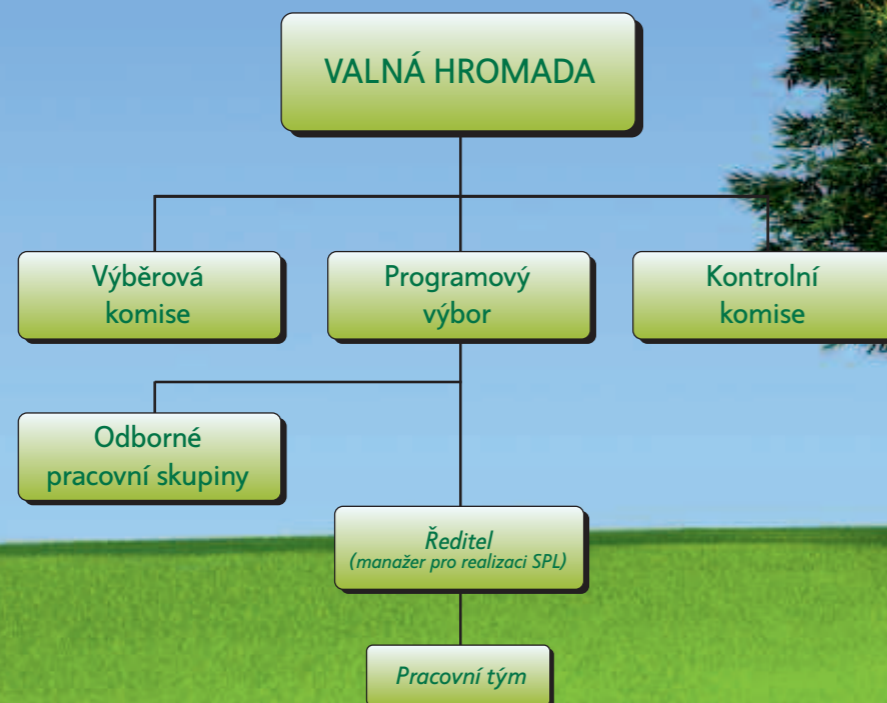 VALNÁ HROMADA
Výběrová
komise
Programový
výbor
Kontrolní
komise
Odborné
pracovní skupiny
Ředitel
(manažer pro realizaci SPL)
Pracovní tým